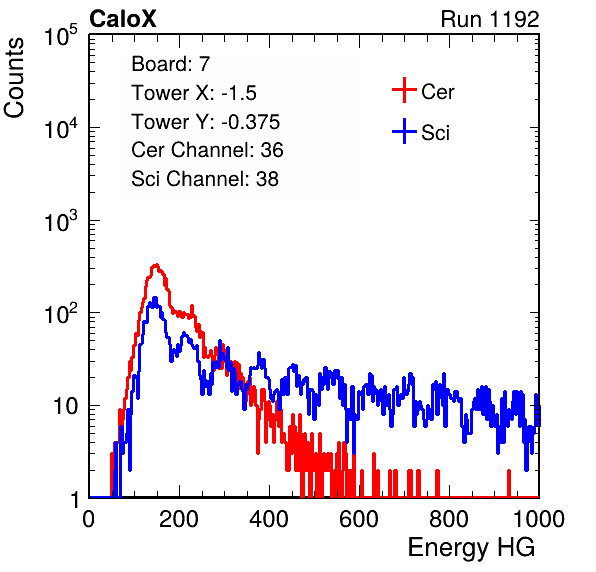 CaloX Run 1192
Counts
Board: 7
Tower X: -1.5
Tower Y: -0.375
Cer Channel: 36
Sci Channel: 38
Cer
Sci
10^5
10^4
10^3
10^2
10
1
0 200 400 600 800 1000
Energy HG